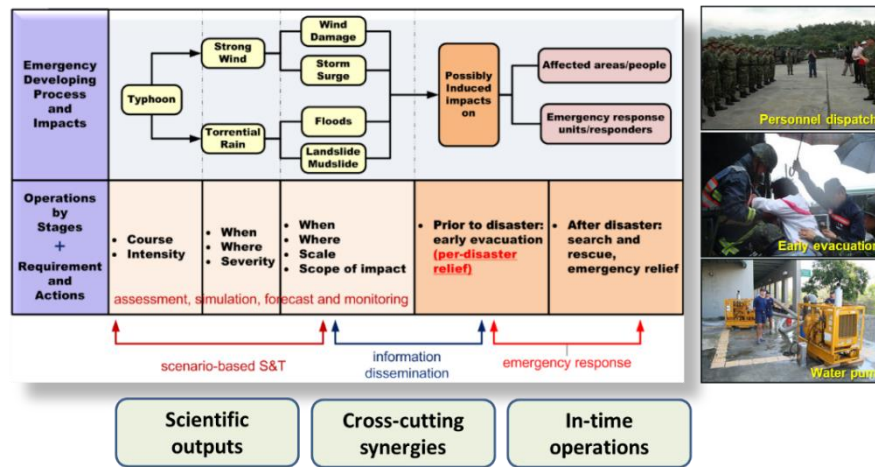 Emergency
Developing
Process
and
Impacts
Typhoon
Strong
Wind
Torrential
Rain
Wind
Damage
Storm
Surge
Floods
Landslide
Mudslide
Possibly
Induced
impacts
on
Affected areas/people
Emergency response
units/responders
Operations
by
Stages
+
Requirement
and
Actions
• Course
• Intensity
• When
• Where
• Severity
• When
• Where
• Scale
• Scope of impact
• Prior to disaster:
early evacuation
(per-disaster
relief)
• After disaster:
search and
rescue,
emergency relief
assessment, simulation, forecast and monitoring
scenario-based S&T
information
dissemination
emergency response
Scientific
outputs
Cross-cutting
synergies
In-time
operations
Personnel dispatch
Early evacuation
Water pump